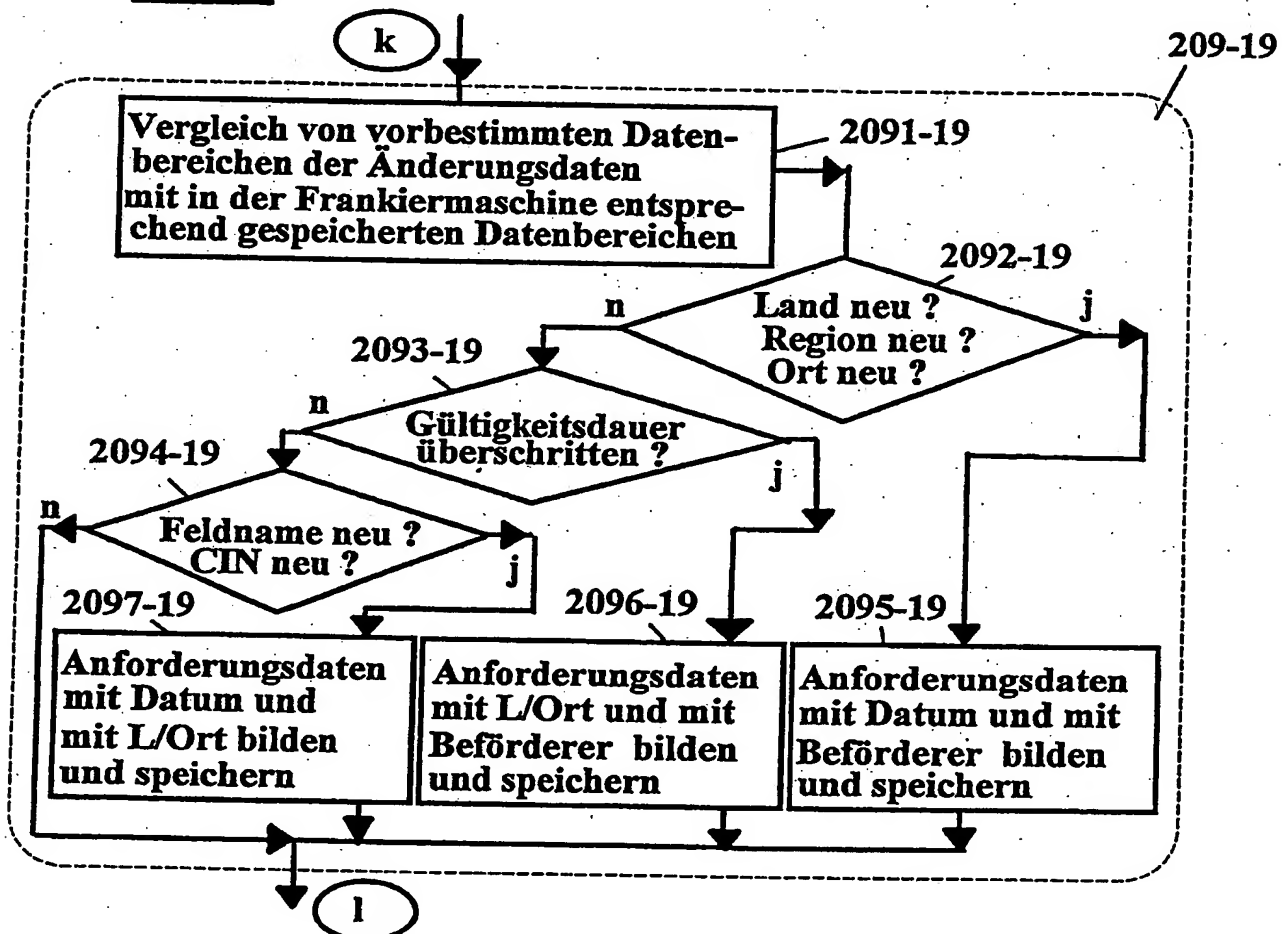 k
209-19
Vergleich von vorbestimmten Daten-
bereichen der Änderungsdaten
mit in der Frankiermaschine entspre-
chend gespeicherten Datenbereichen
2091-19
2092-19
n
Land neu ?
Region neu ?
Ort neu ?
j
2093-19
n
Gültigkeitsdauer
überschritten ?
j
2094-19
n
Feldname neu ?
CIN neu ?
j
2097-19
Anforderungsdaten
mit Datum und
mit L/Ort bilden
und speichern
2096-19
Anforderungsdaten
mit L/Ort und mit
Beförderer bilden
und speichern
2095-19
Anforderungsdaten
mit Datum und mit
Beförderer bilden
und speichern
l